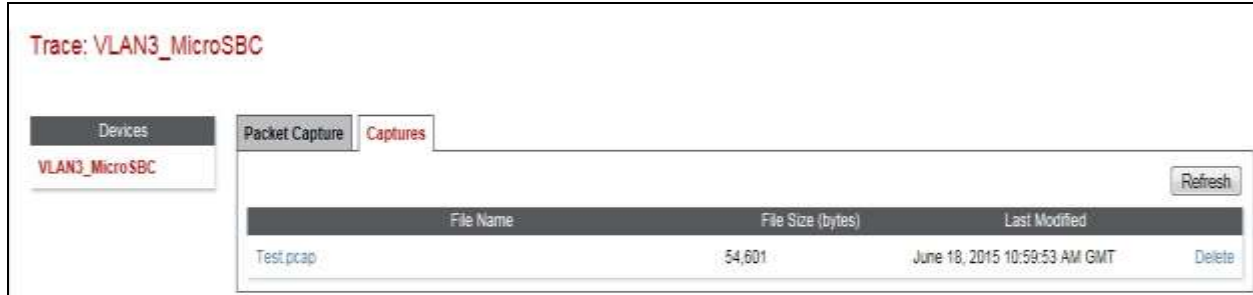 Trace: VLAN3_MicroSBC
Devices
VLAN3_MicroSBC
Packet Capture Captures
Refresh
File Name File Size (bytes) Last Modified
Test.pcap 54,601 June 18, 2015 10:59:53 AM GMT Delete